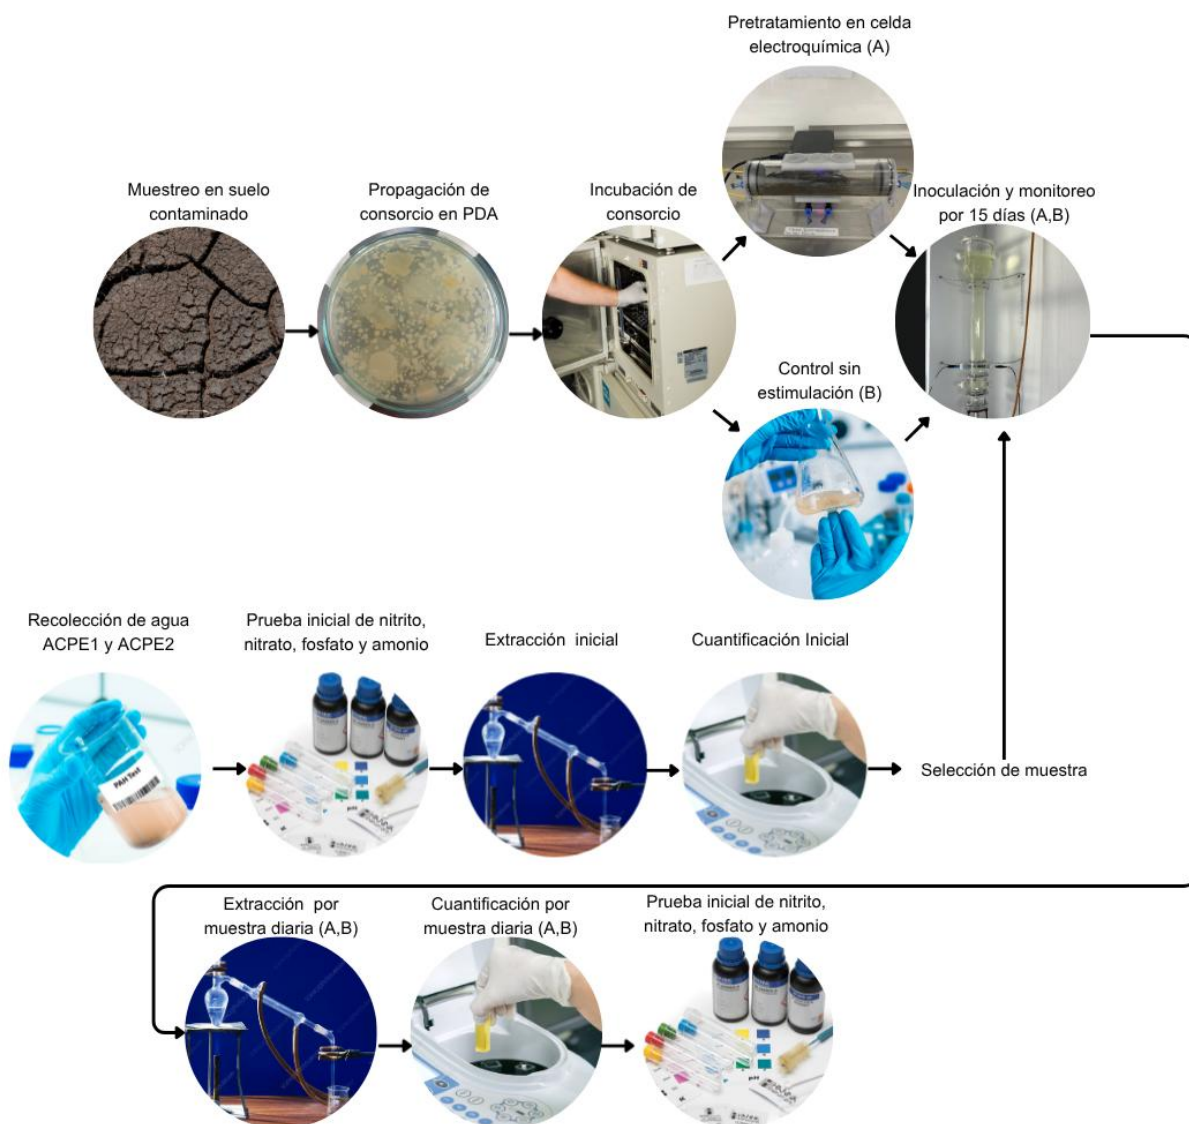 Pretratamiento en celda
electroquímica (A)
Muestreo en suelo
contaminado
Propagación de
consorcio en PDA
Incubación de
consorcio
Inoculación y monitoreo
por 15 días (A,B)
Control sin
estimulación (B)
Recolección de agua
ACPE1 y ACPE2
Prueba inicial de nitrito,
nitrato, fosfato y amonio
Extracción inicial
Cuantificación Inicial
PAH Test
Selección de muestra
Extracción por
muestra diaria (A,B)
Cuantificación por
muestra diaria (A,B)
Prueba inicial de nitrito,
nitrato, fosfato y amonio